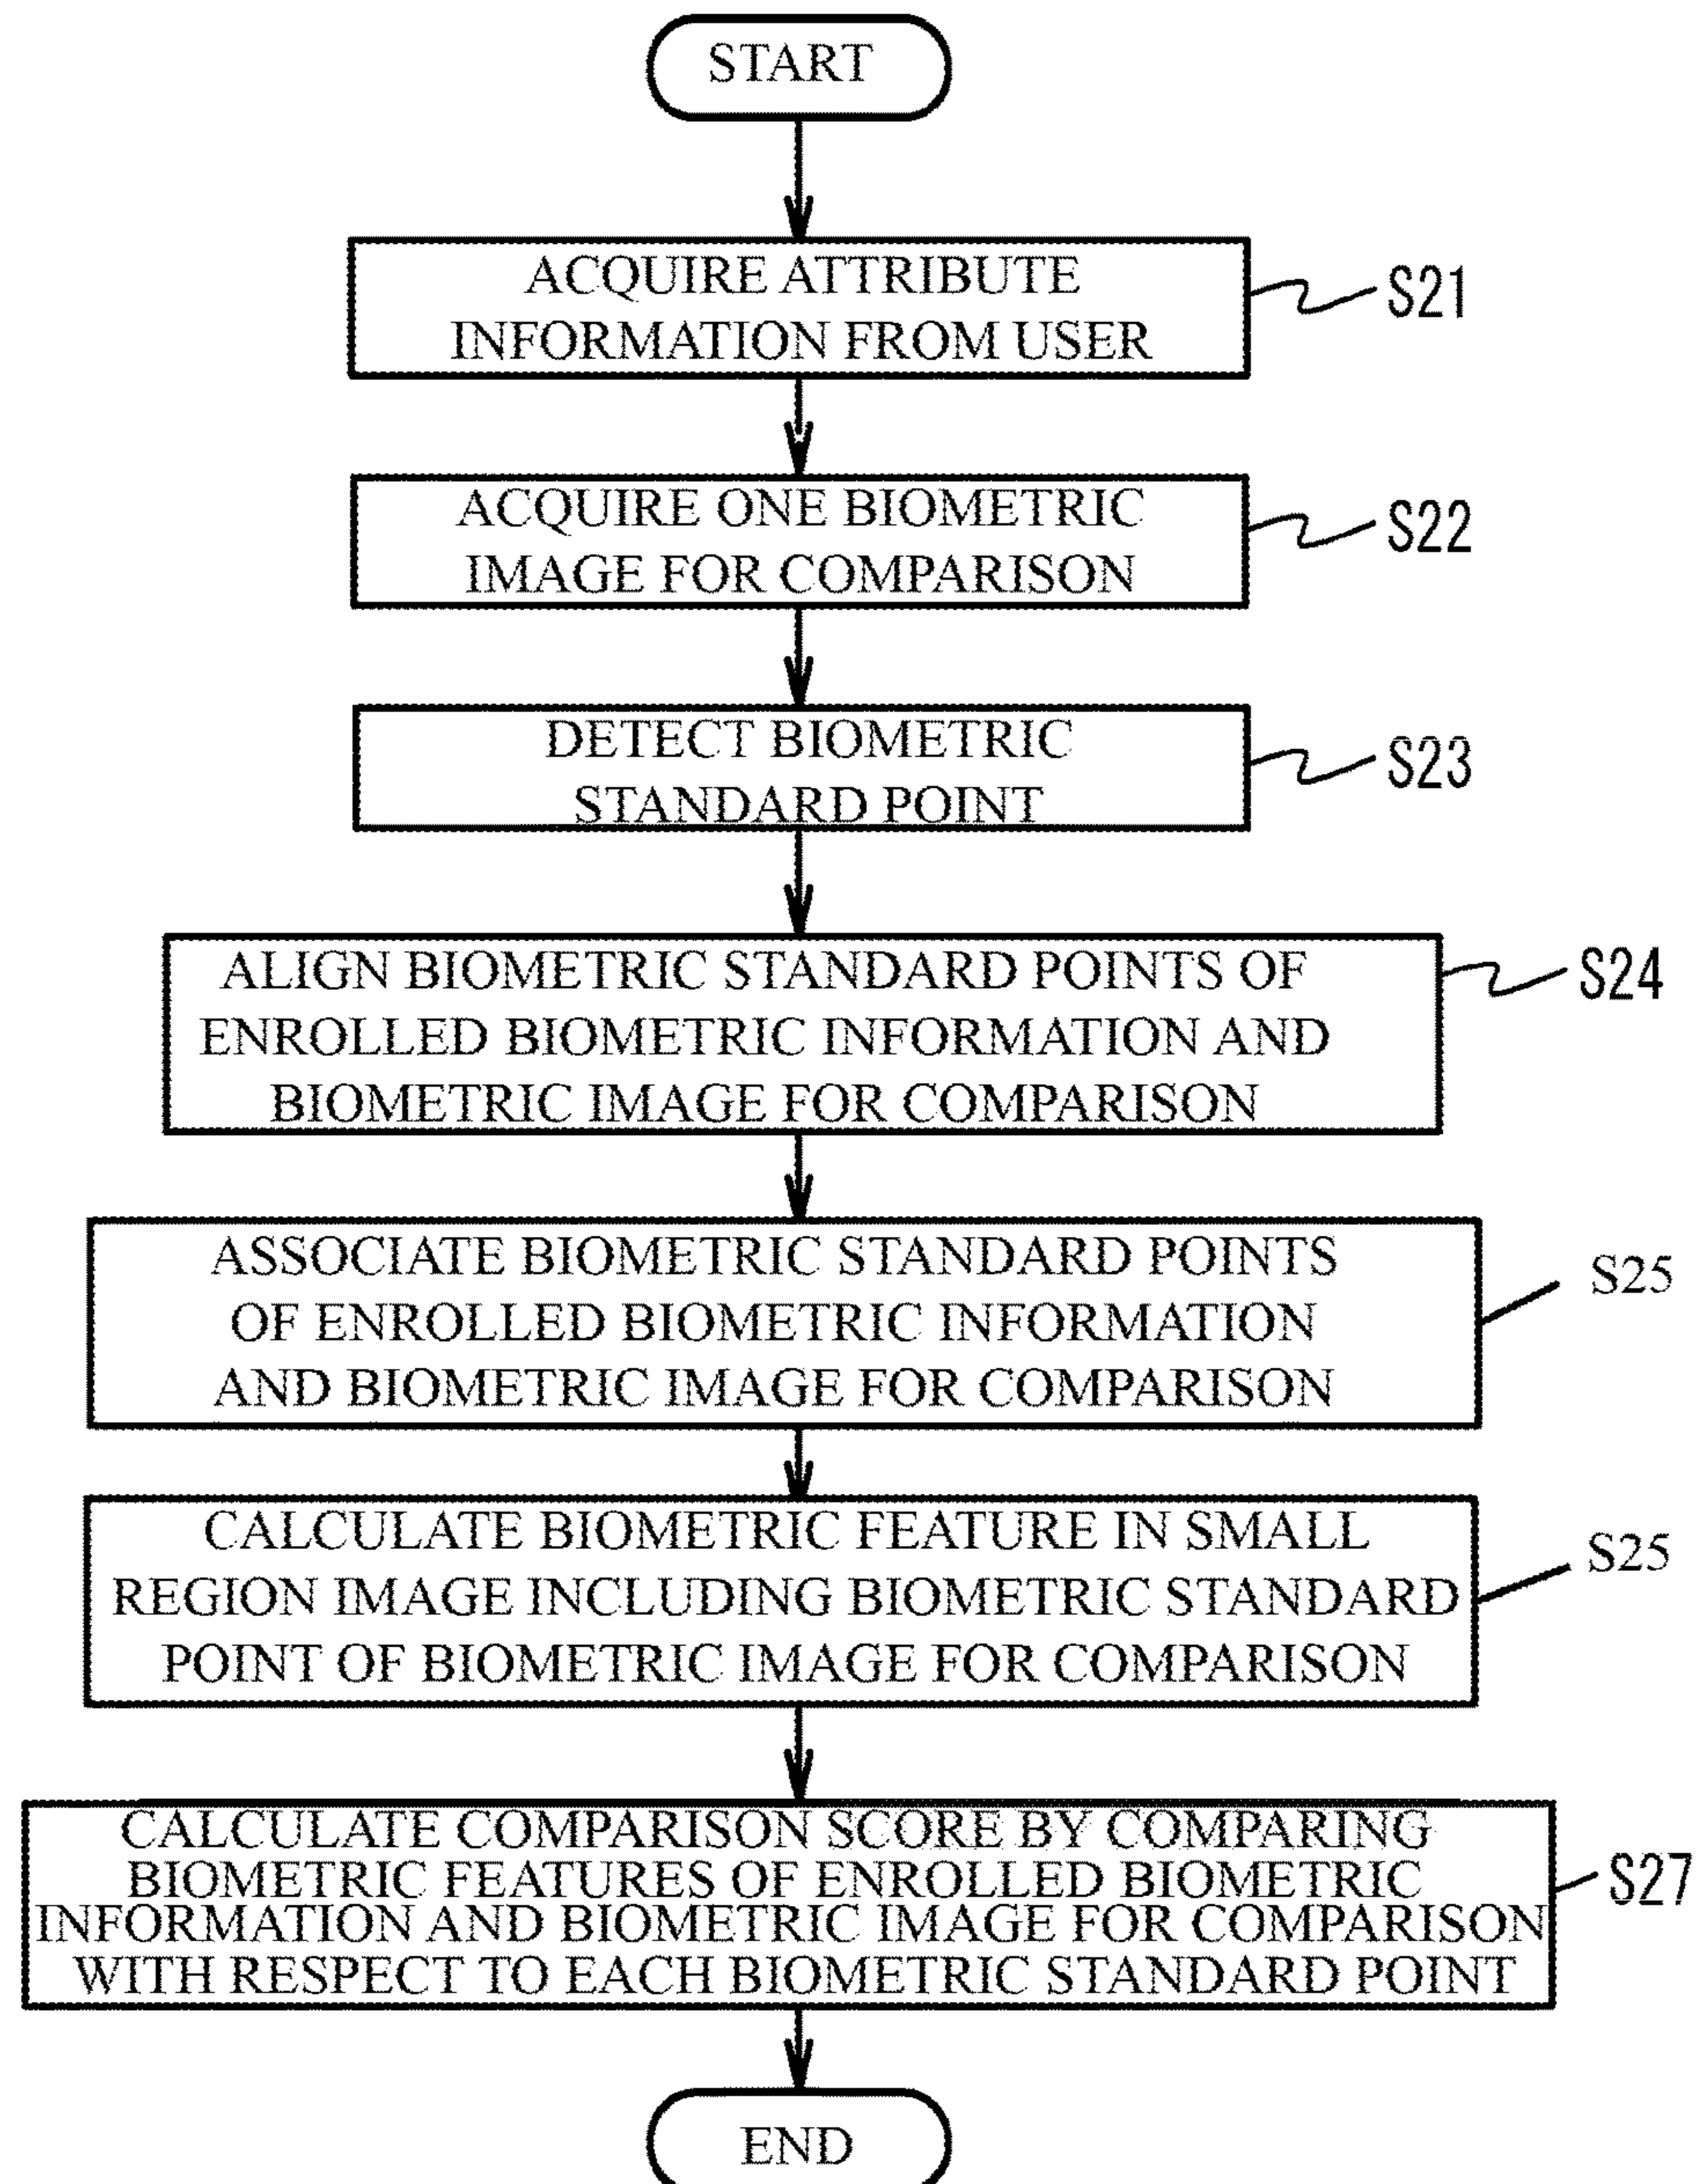 START
ACQUIRE ATTRIBUTE
INFORMATION FROM USER
S21
ACQUIRE ONE BIOMETRIC
IMAGE FOR COMPARISON
S22
DETECT BIOMETRIC
STANDARD POINT
S23
ALIGN BIOMETRIC STANDARD POINTS OF
ENROLLED BIOMETRIC INFORMATION AND
BIOMETRIC IMAGE FOR COMPARISON
S24
ASSOCIATE BIOMETRIC STANDARD POINTS
OF ENROLLED BIOMETRIC INFORMATION
AND BIOMETRIC IMAGE FOR COMPARISON
S25
CALCULATE BIOMETRIC FEATURE IN SMALL
REGION IMAGE INCLUDING BIOMETRIC STANDARD
POINT OF BIOMETRIC IMAGE FOR COMPARISON
S25
CALCULATE COMPARISON SCORE BY COMPARING
BIOMETRIC FEATURES OF ENROLLED BIOMETRIC
INFORMATION AND BIOMETRIC IMAGE FOR COMPARISON
WITH RESPECT TO EACH BIOMETRIC STANDARD POINT
S27
END